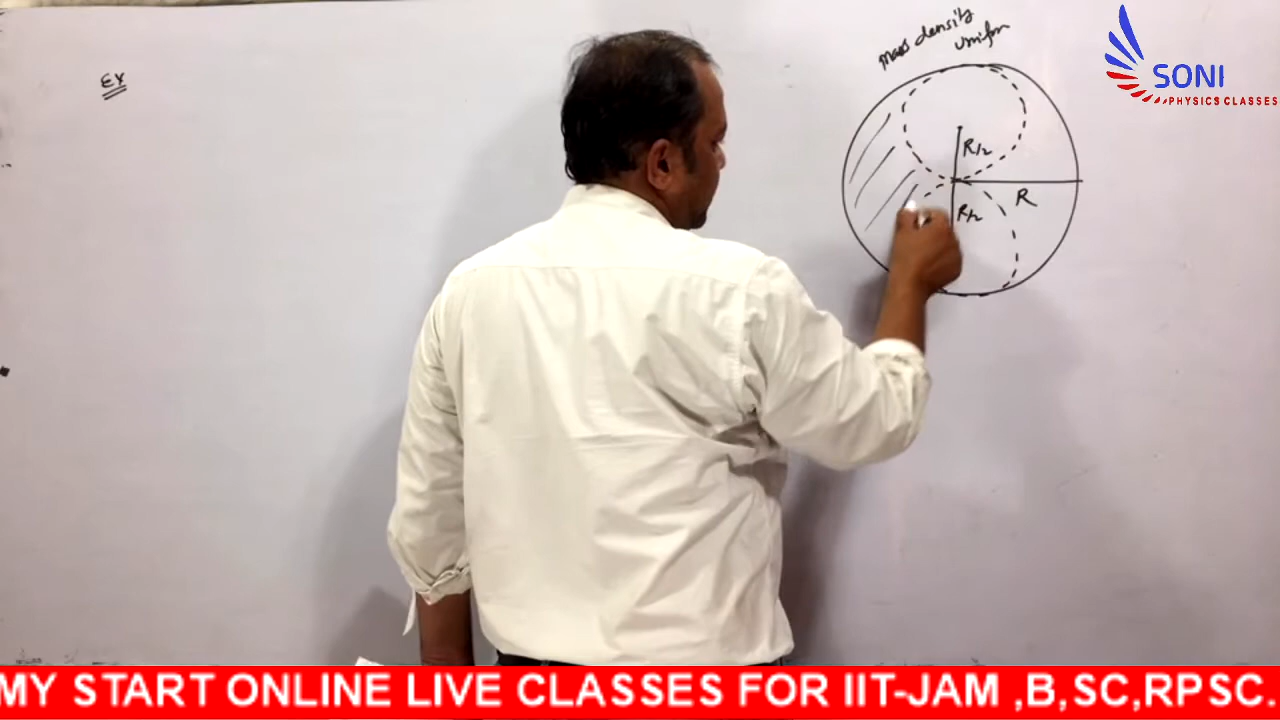 EX
mass density
uniform
R/2
R/2
R
SONI
PHYSICS CLASSES
MY START ONLINE LIVE CLASSES FOR IIT-JAM ,B,SC,RPSC.